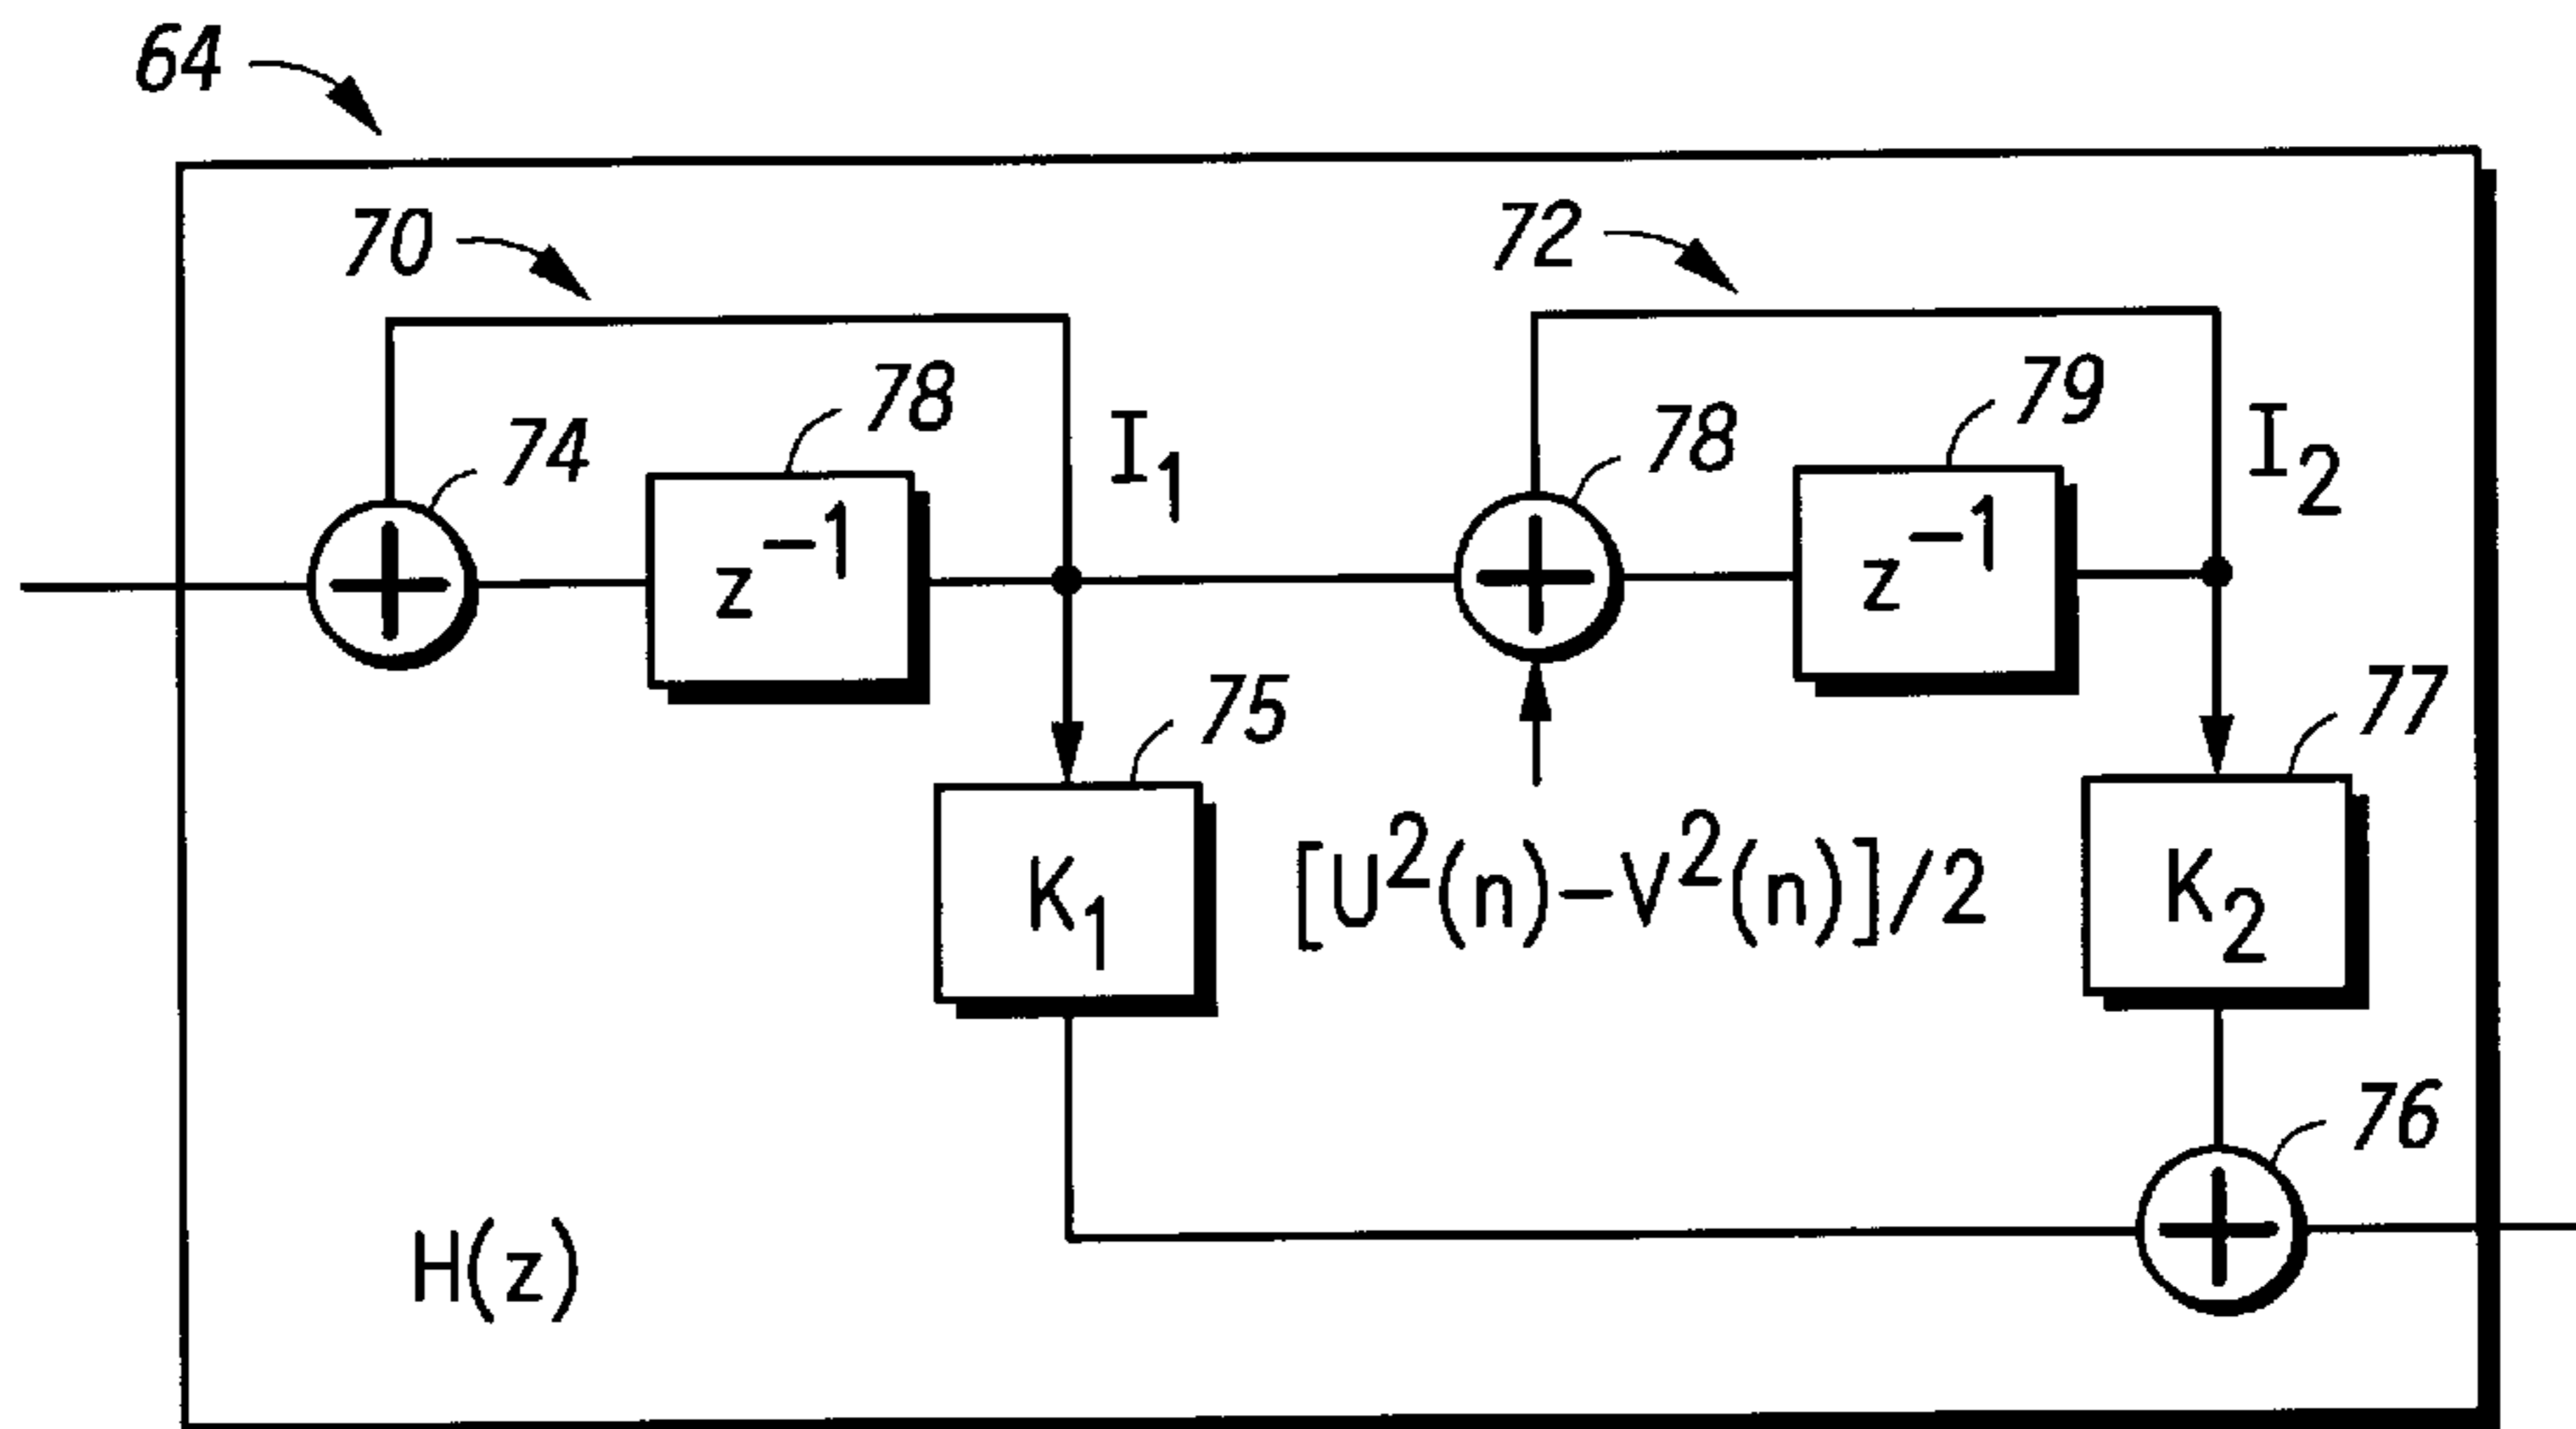 64
70
72
74
78
I₁
78
79
I₂
z⁻¹
z⁻¹
75
77
K₁
[U²(n)–V²(n)]/2
K₂
76
H(z)